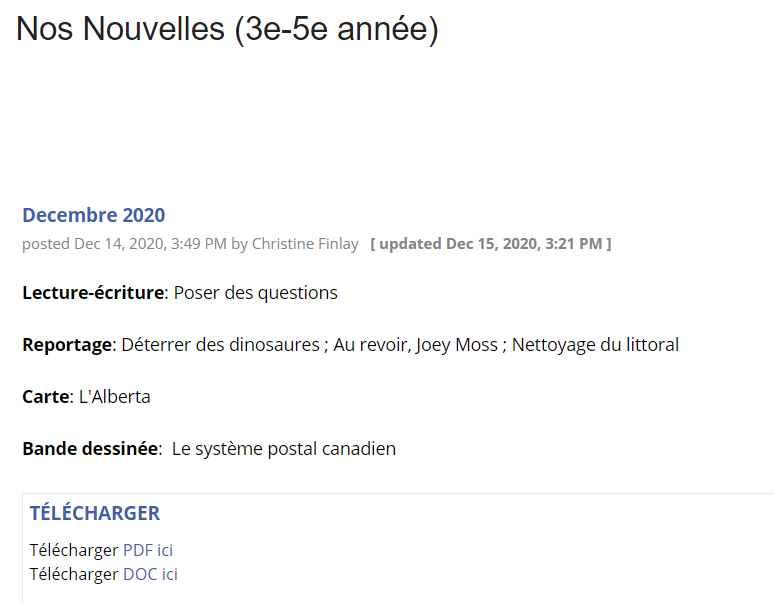 Nos Nouvelles (3e-5e année)
Decembre 2020
posted Dec 14, 2020, 3:49 PM by Christine Finlay [ updated Dec 15, 2020, 3:21 PM ]
Lecture-écriture: Poser des questions
Reportage: Déterrer des dinosaures ; Au revoir, Joey Moss ; Nettoyage du littoral
Carte: L'Alberta
Bande dessinée: Le système postal canadien
TÉLÉCHARGER
Télécharger PDF ici
Télécharger DOC ici